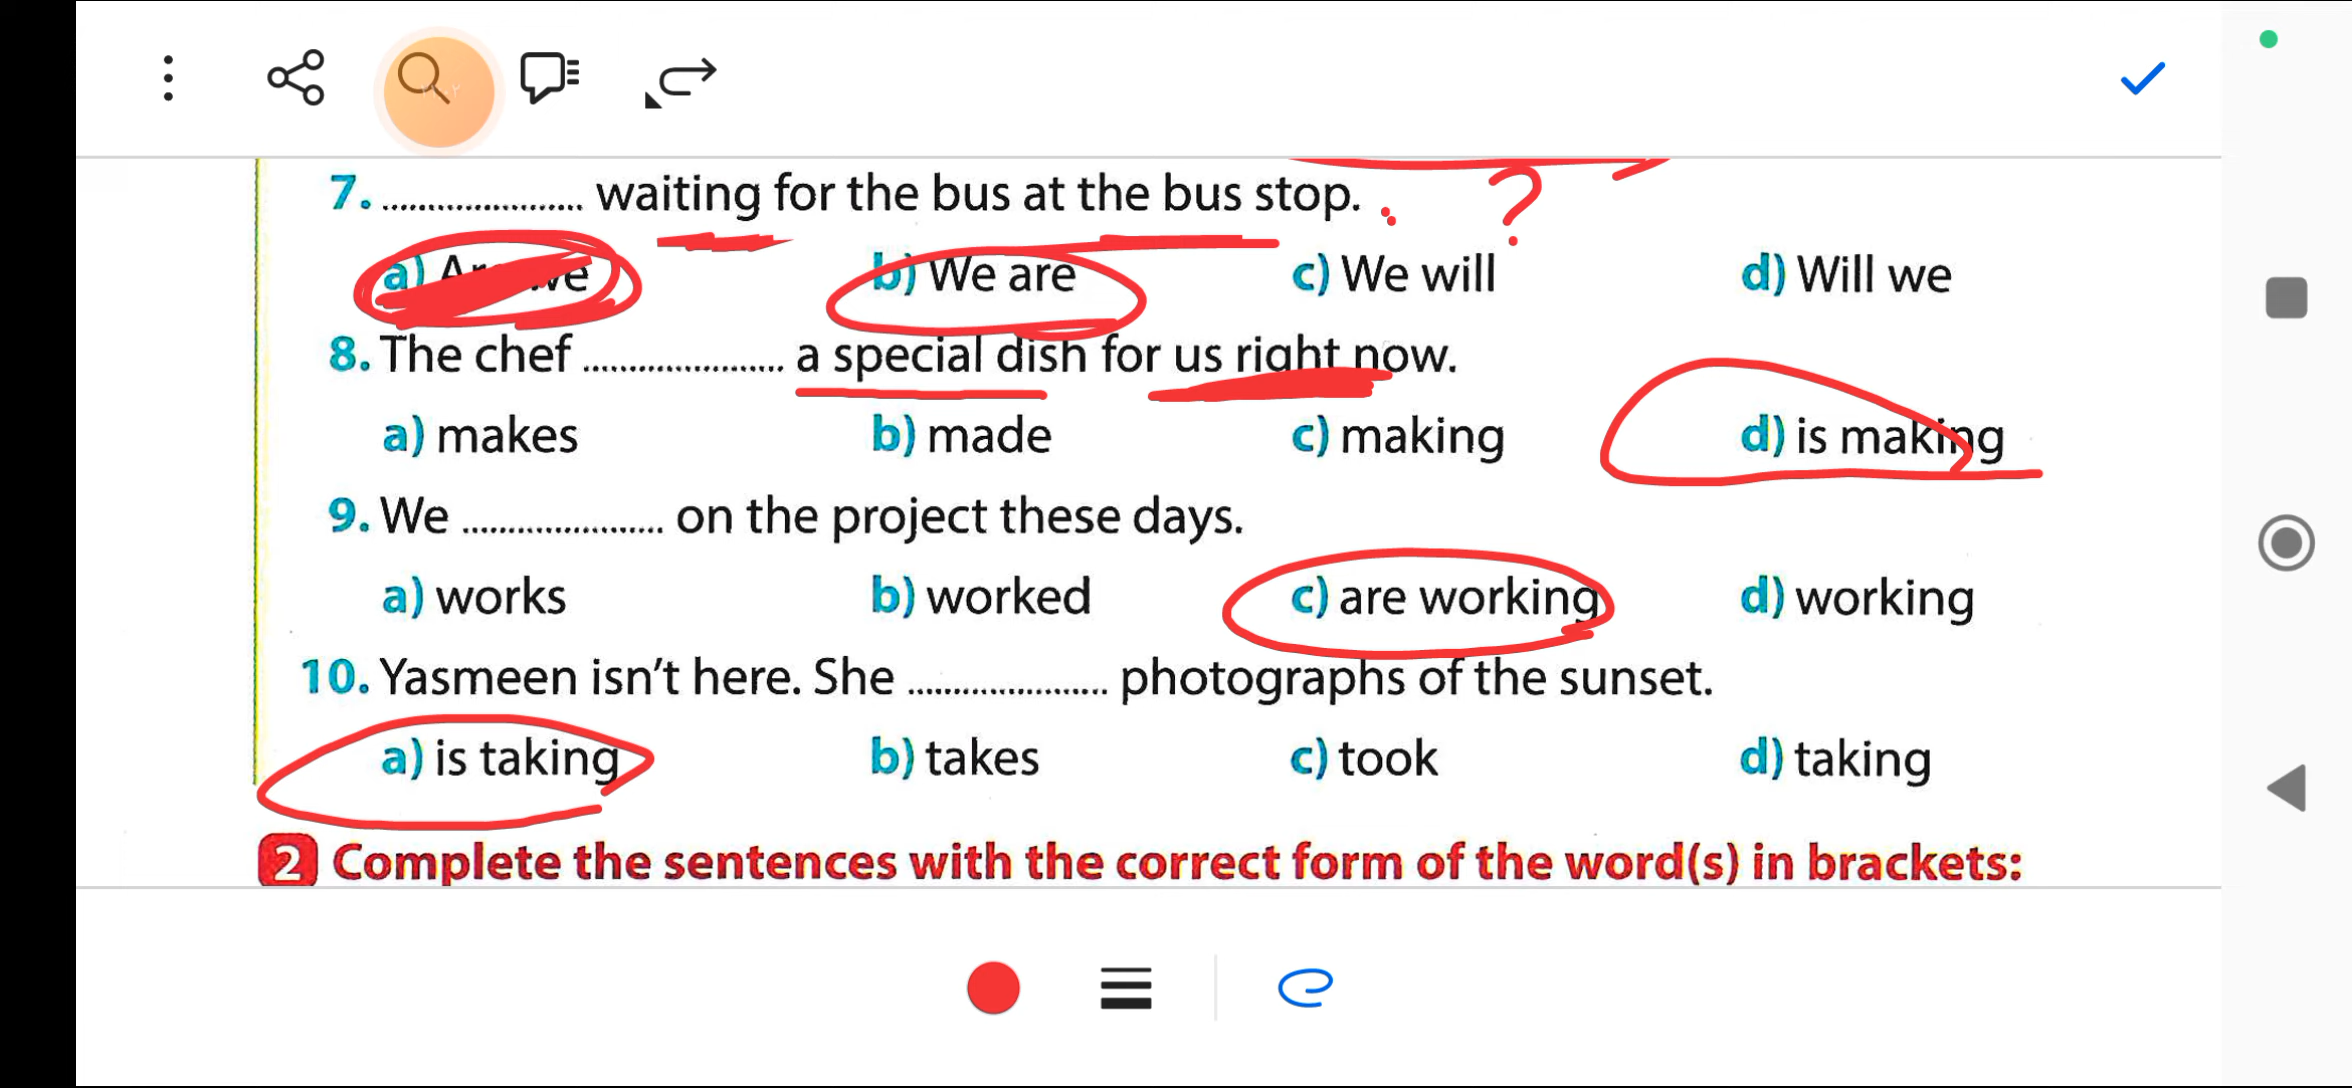 7. ...................... waiting for the bus at the bus stop. ?
a) Are we b) We are c) We will d) Will we
8. The chef ...................... a special dish for us right now.
a) makes b) made c) making d) is making
9. We ...................... on the project these days.
a) works b) worked c) are working d) working
10. Yasmeen isn't here. She ...................... photographs of the sunset.
a) is taking b) takes c) took d) taking
2 Complete the sentences with the correct form of the word(s) in brackets: